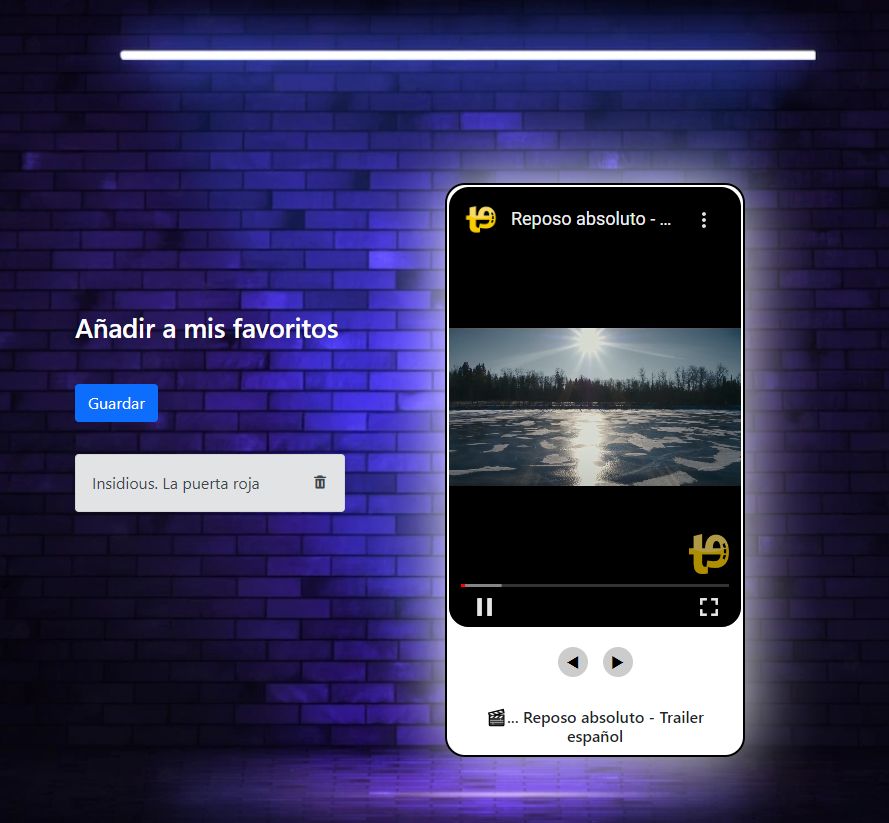 Reposo absoluto - ...
Añadir a mis favoritos
Guardar
Insidious. La puerta roja
🎬... Reposo absoluto - Trailer
español